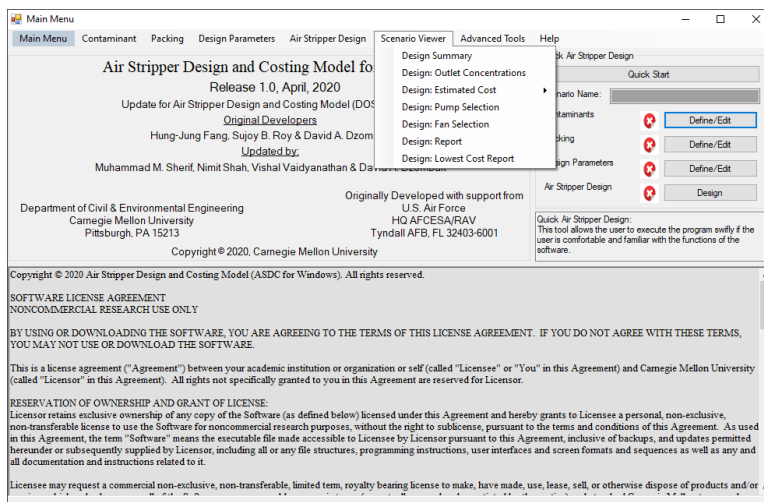 Main Menu
Main Menu Contaminant Packing Design Parameters Air Stripper Design Scenario Viewer Advanced Tools Help
Design Summary
Design: Outlet Concentrations
Design: Estimated Cost
Design: Pump Selection
Design: Fan Selection
Design: Report
Design: Lowest Cost Report
Air Stripper Design and Costing Model fo
Release 1.0, April, 2020
Update for Air Stripper Design and Costing Model (DOS
Original Developers
Hung-Jung Fang, Sujoy B. Roy & David A. Dzom
Updated by:
Muhammad M. Sherif, Nimit Shah, Vishal Vaidyanathan & Da
Originally Developed with support from
Department of Civil & Environmental Engineering
U.S. Air Force
Carnegie Mellon University
HQ AFCESA/RAV
Pittsburgh, PA 15213
Tyndall AFB, FL 32403-6001
Copyright © 2020, Carnegie Mellon University
Air Stripper Design
Quick Start
Name:
Define/Edit
Define/Edit
Design Parameters
Define/Edit
Air Stripper Design
Design
Quick Air Stripper Design:
This tool allows the user to execute the program swifly if the
user is comfortable and familiar with the functions of the
software.
Copyright © 2020 Air Stripper Design and Costing Model (ASDC for Windows). All rights reserved.
SOFTWARE LICENSE AGREEMENT
NONCOMMERCIAL RESEARCH USE ONLY
BY USING OR DOWNLOADING THE SOFTWARE, YOU ARE AGREEING TO THE TERMS OF THIS LICENSE AGREEMENT. IF YOU DO NOT AGREE WITH THESE TERMS,
YOU MAY NOT USE OR DOWNLOAD THE SOFTWARE.
This is a license agreement ("Agreement") between your academic institution or organization or self (called "Licensee" or "You" in this Agreement) and Carnegie Mellon University
(called "Licensor" in this Agreement). All rights not specifically granted to you in this Agreement are reserved for Licensor.
RESERVATION OF OWNERSHIP AND GRANT OF LICENSE:
Licensor retains exclusive ownership of any copy of the Software (as defined below) licensed under this Agreement and hereby grants to Licensee a personal, non-exclusive,
non-transferable license to use the Software for noncommercial research purposes, without the right to sublicense, pursuant to the terms and conditions of this Agreement. As used
in this Agreement, the term "Software" means the executable file made accessible to Licensee by Licensor pursuant to this Agreement, inclusive of backups, and updates permitted
hereunder or subsequently supplied by Licensor, including all or any file structures, programming instructions, user interfaces and screen formats and sequences as well as any and
all documentation and instructions related to it.
Licensee may request a commercial non-exclusive, non-transferable, limited term, royalty bearing license to make, have made, use, lease, sell, or otherwise dispose of products and/or